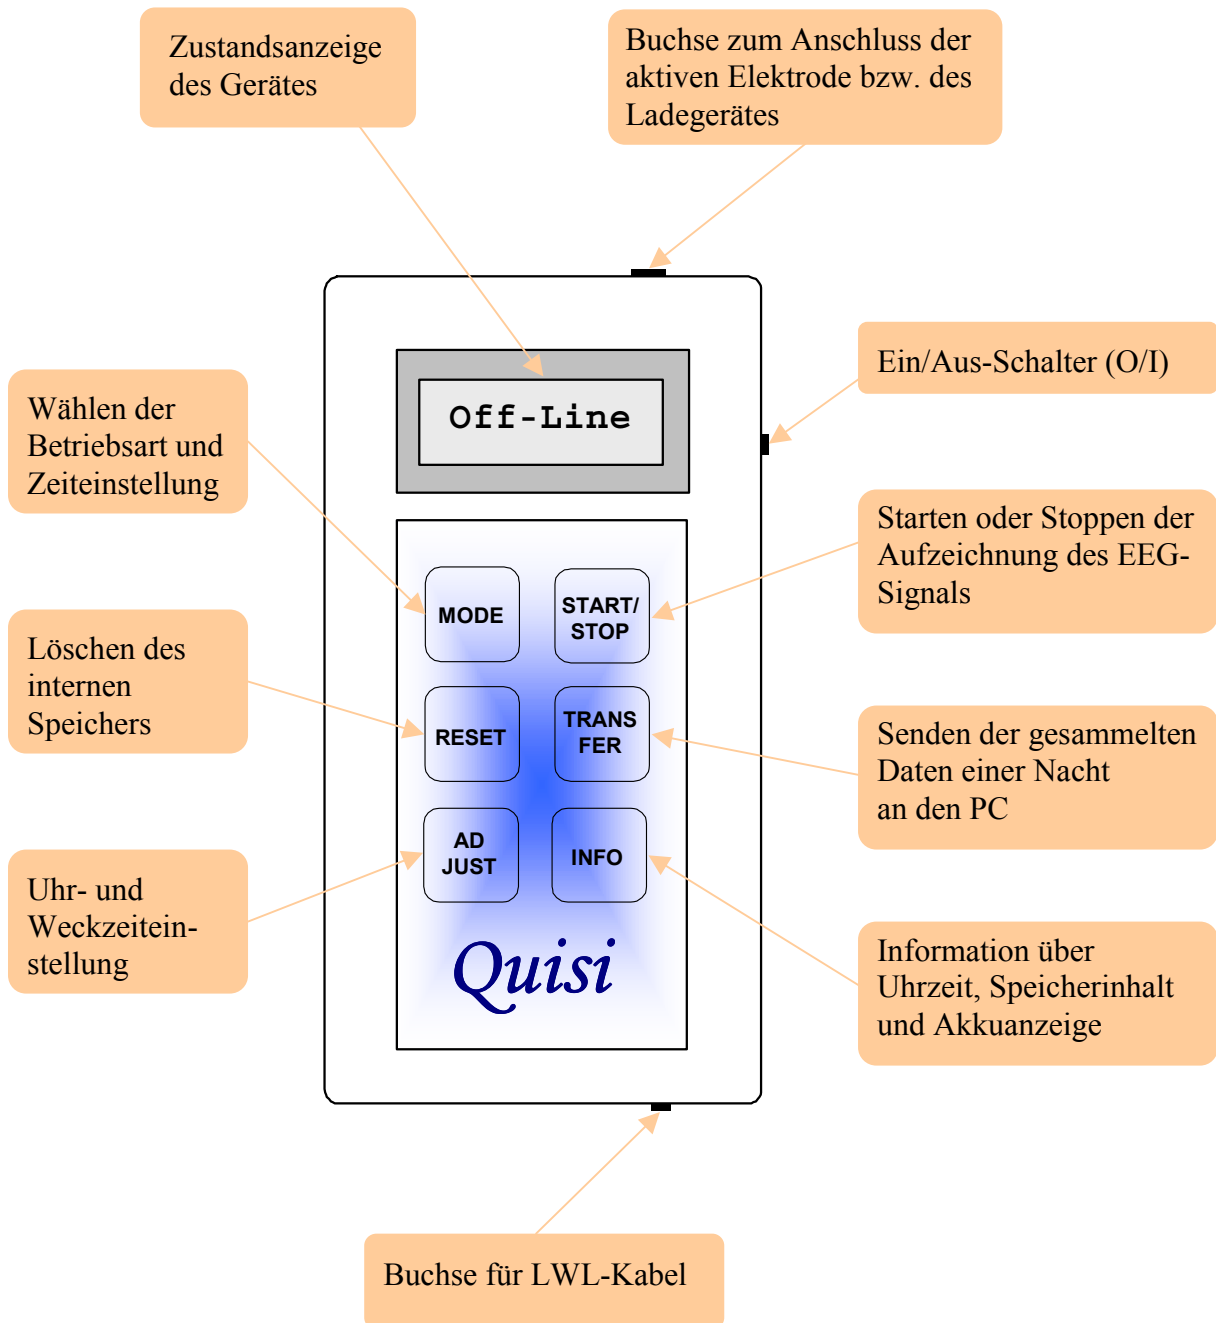 Zustandsanzeige
des Gerätes
Buchse zum Anschluss der
aktiven Elektrode bzw. des
Ladegerätes
Ein/Aus-Schalter (O/I)
Off-Line
Wählen der
Betriebsart und
Zeiteinstellung
Starten oder Stoppen der
Aufzeichnung des EEG-
Signals
MODE
START/
STOP
Löschen des
internen
Speichers
RESET
TRANS
FER
Senden der gesammelten
Daten einer Nacht
an den PC
AD
JUST
INFO
Uhr- und
Weckzeitein-
stellung
Quisi
Information über
Uhrzeit, Speicherinhalt
und Akkuanzeige
Buchse für LWL-Kabel